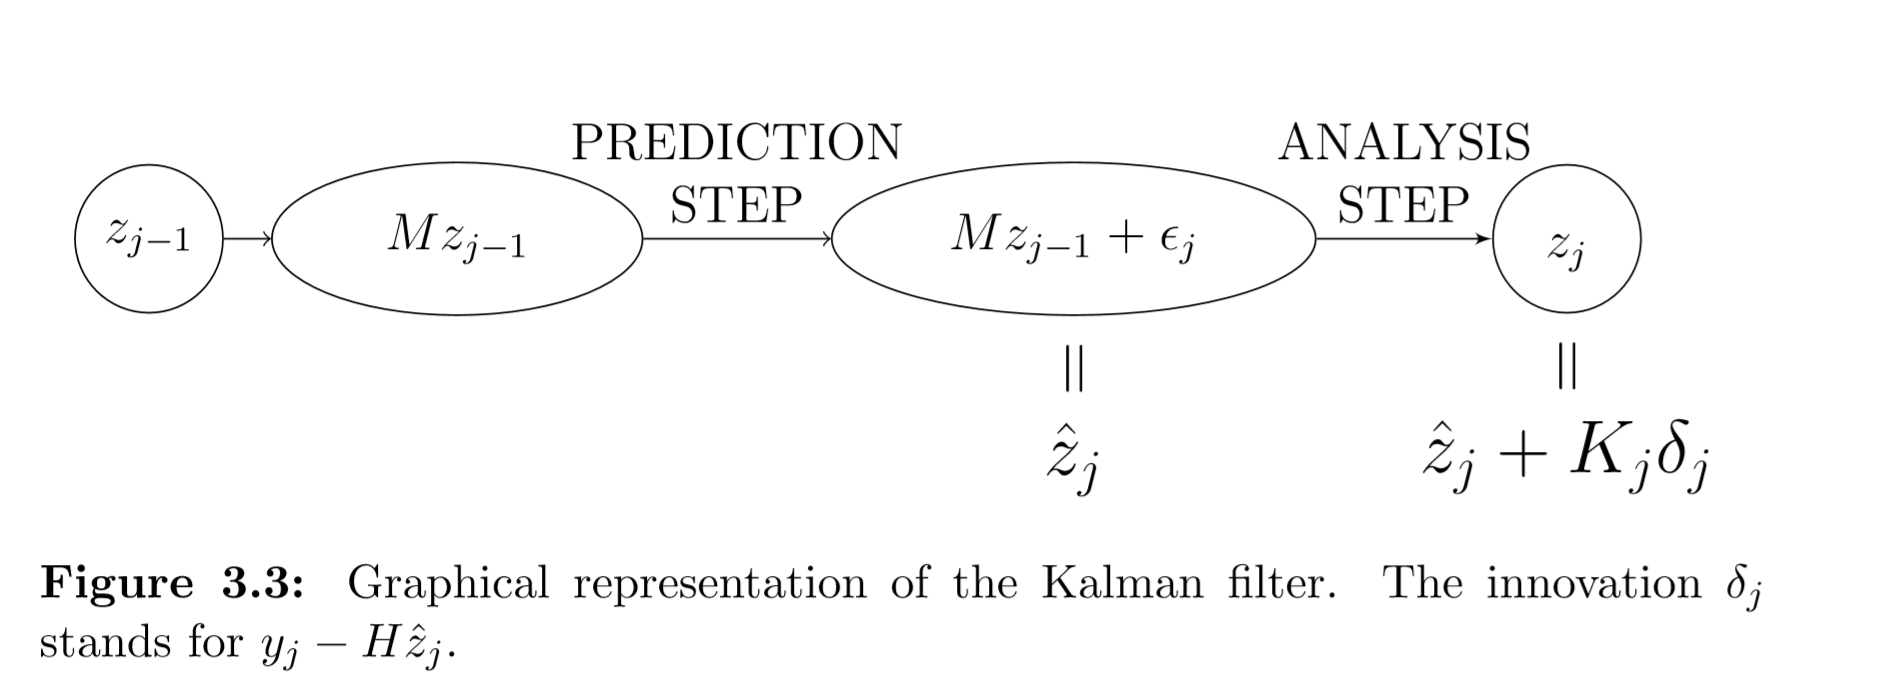 PREDICTION
STEP
ANALYSIS
STEP
z_{j−1}
Mz_{j−1}
Mz_{j−1} + ϵ_j
z_j
||
||
ẑ_j
ẑ_j + K_jδ_j
Figure 3.3: Graphical representation of the Kalman filter. The innovation δ_j
stands for y_j − Hẑ_j.